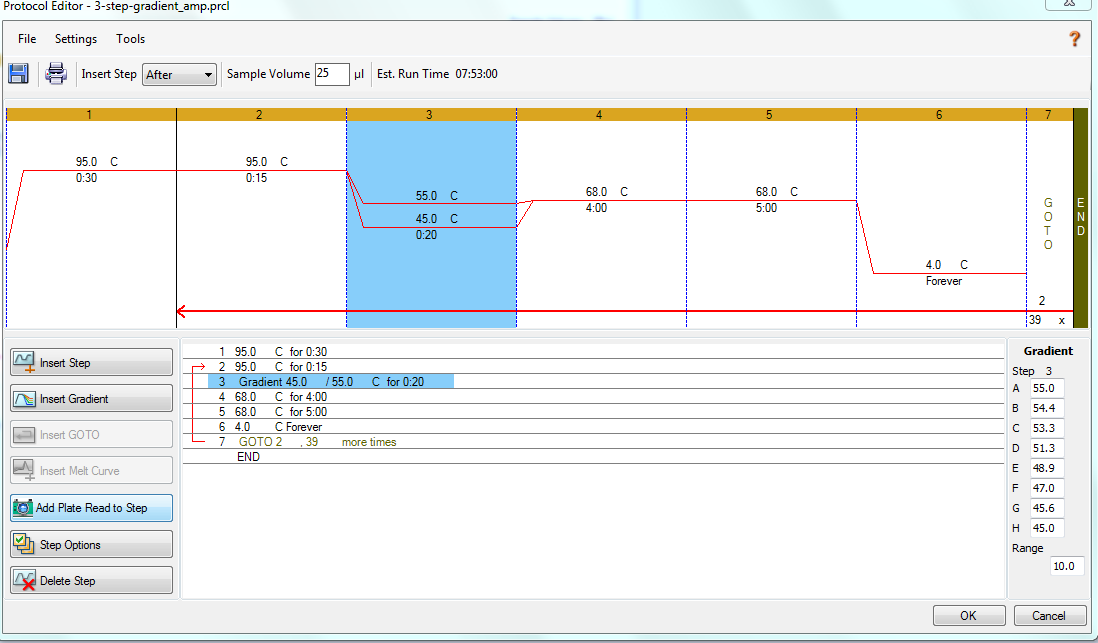 Protocol Editor - 3-step-gradient_amp.prcl
File Settings Tools ?
Insert Step After Sample Volume 25 µl Est. Run Time 07:53:00
1 2 3 4 5 6 7
95.0 C
0:30
95.0 C
0:15
55.0 C
45.0 C
0:20
68.0 C
4:00
68.0 C
5:00
4.0 C
Forever
GOTO
2
39 x
END
Insert Step
Insert Gradient
Insert GOTO
Insert Melt Curve
Add Plate Read to Step
Step Options
Delete Step
1 95.0 C for 0:30
2 95.0 C for 0:15
3 Gradient 45.0 / 55.0 C for 0:20
4 68.0 C for 4:00
5 68.0 C for 5:00
6 4.0 C Forever
7 GOTO 2 , 39 more times
END
Gradient
Step 3
A 55.0
B 54.4
C 53.3
D 51.3
E 48.9
F 47.0
G 45.6
H 45.0
Range
10.0
OK Cancel